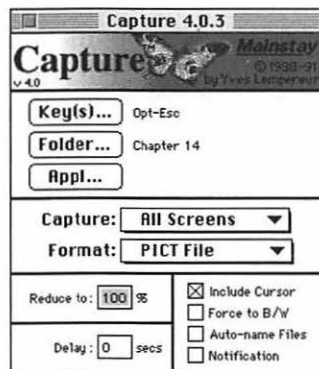 Capture 4.0.3
Capture
Mainstay
v 4.0
© 1988-91
by Yves Lempereur
Key(s)... Opt-Esc
Folder... Chapter 14
Appl...
Capture: All Screens
Format: PICT File
Reduce to: 100 %
Delay: 0 secs
Include Cursor
Force to B/W
Auto-name Files
Notification